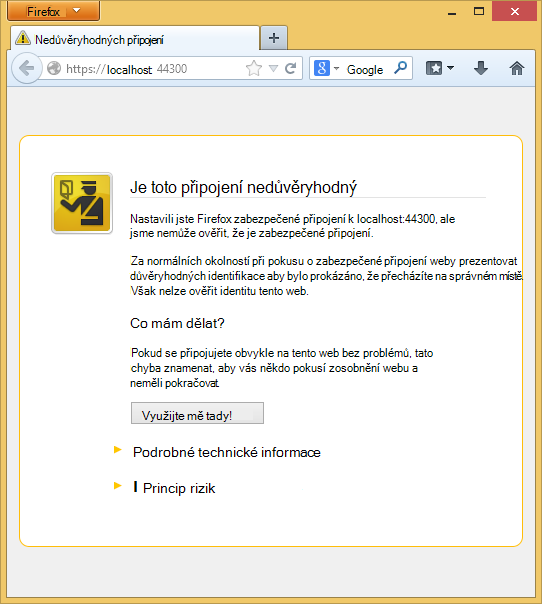 Firefox
Nedůvěryhodných připojení
https://localhost 44300
Google
Je toto připojení nedůvěryhodný
Nastavili jste Firefox zabezpečené připojení k localhost:44300, ale
jsme nemůže ověřit, že je zabezpečené připojení.
Za normálních okolností při pokusu o zabezpečené připojení weby prezentovat
důvěryhodných identifikace aby bylo prokázáno, že přecházíte na správném místě.
Však nelze ověřit identitu tento web.
Co mám dělat?
Pokud se připojujete obvykle na tento web bez problémů, tato
chyba znamenat, aby vás někdo pokusí zosobnění webu a
neměli pokračovat.
Využijte mě tady!
Podrobné technické informace
I Princip rizik